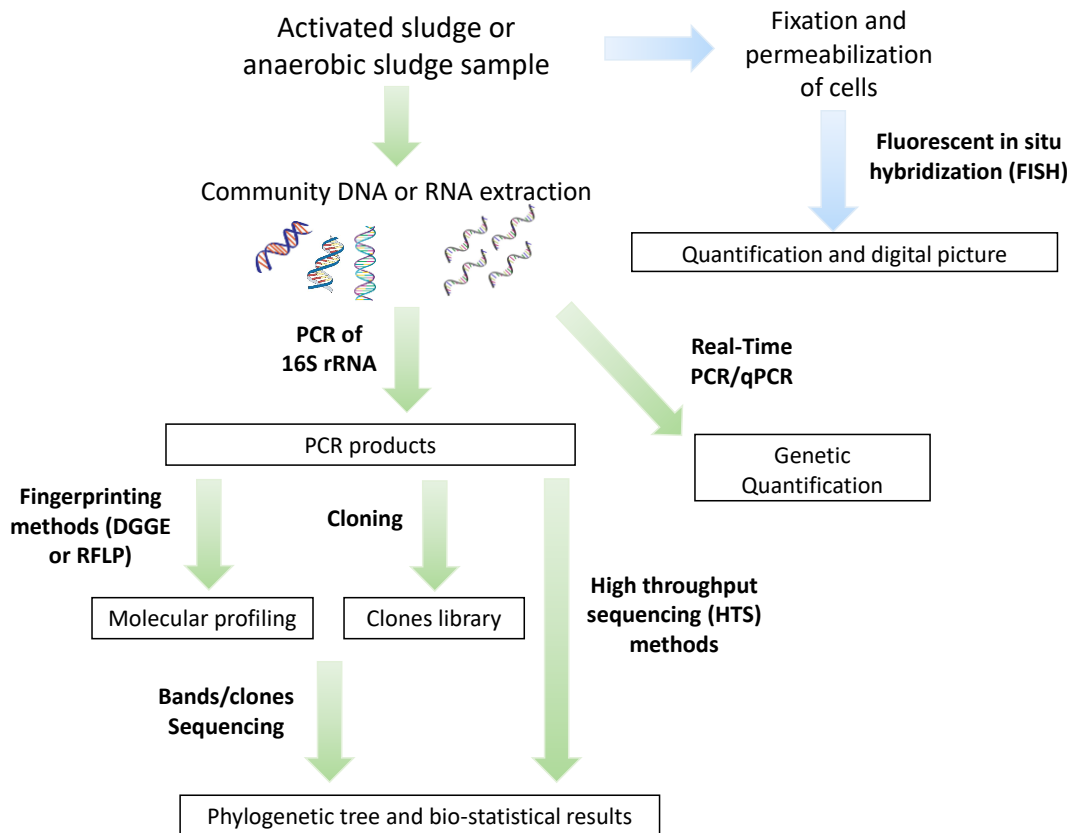 Activated sludge or
anaerobic sludge sample
Fixation and
permeabilization
of cells
Fluorescent in situ
hybridization (FISH)
Community DNA or RNA extraction
Quantification and digital picture
PCR of
16S rRNA
Real-Time
PCR/qPCR
PCR products
Genetic
Quantification
Fingerprinting
methods (DGGE
or RFLP)
Cloning
High throughput
sequencing (HTS)
methods
Molecular profiling
Clones library
Bands/clones
Sequencing
Phylogenetic tree and bio-statistical results